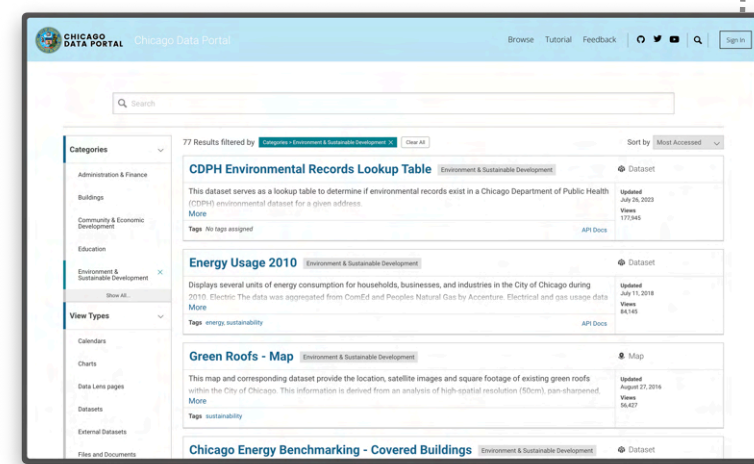 CHICAGO
DATA PORTAL
Chicago Data Portal
Browse Tutorial Feedback
Sign In
Search
Categories
Administration & Finance
Buildings
Community & Economic
Development
Education
Environment &
Sustainable Development
Show All...
View Types
Calendars
Charts
Data Lens pages
Datasets
External Datasets
Files and Documents
77 Results filtered by Categories > Environment & Sustainable Development Clear All
Sort by Most Accessed
CDPH Environmental Records Lookup Table Environment & Sustainable Development
Dataset
This dataset serves as a lookup table to determine if environmental records exist in a Chicago Department of Public Health
(CDPH) environmental dataset for a given address.
More
Tags No tags assigned
API Docs
Updated
July 26, 2023
Views
177,945
Energy Usage 2010 Environment & Sustainable Development
Dataset
Displays several units of energy consumption for households, businesses, and industries in the City of Chicago during
2010. Electric The data was aggregated from ComEd and Peoples Natural Gas by Accenture. Electrical and gas usage data
More
Tags energy, sustainability
API Docs
Updated
July 11, 2018
Views
84,145
Green Roofs - Map Environment & Sustainable Development
Map
This map and corresponding dataset provide the location, satellite images and square footage of existing green roofs
within the City of Chicago. This information is derived from an analysis of high-spatial resolution (50cm), pan-sharpened,
More
Tags sustainability
Updated
August 27, 2016
Views
56,427
Chicago Energy Benchmarking - Covered Buildings Environment & Sustainable Development
Dataset